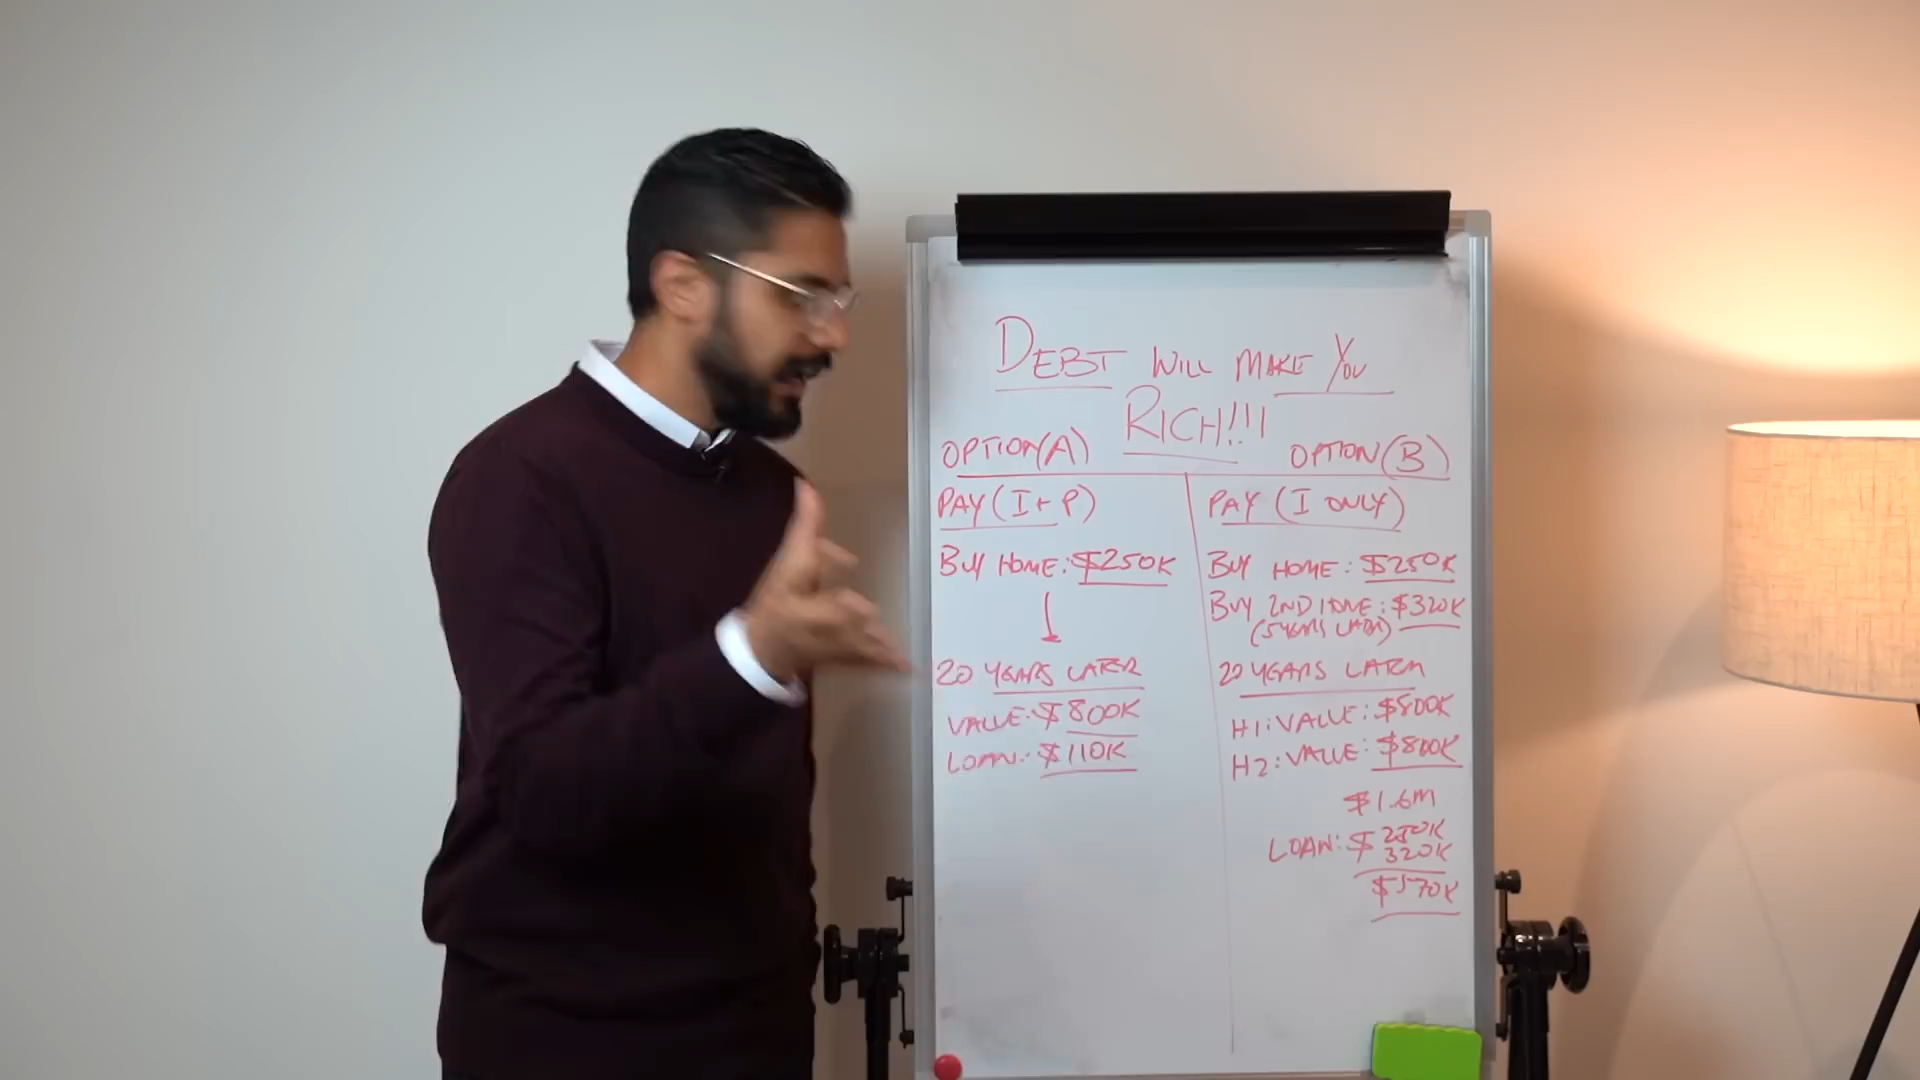 DEBT WILL MAKE YOU
RICH!!!
OPTION(A)
PAY (I+P)
BUY HOME: $250K
20 YEARS LATER
VALUE: $800K
LOAN: $110K
OPTION(B)
PAY (I ONLY)
BUY HOME: $250K
BUY 2ND HOME: $320K
(5 YEARS LATER)
20 YEARS LATER
H1: VALUE: $800K
H2: VALUE: $800K
$1.6M
LOAN: $ 250K
320K
$570K